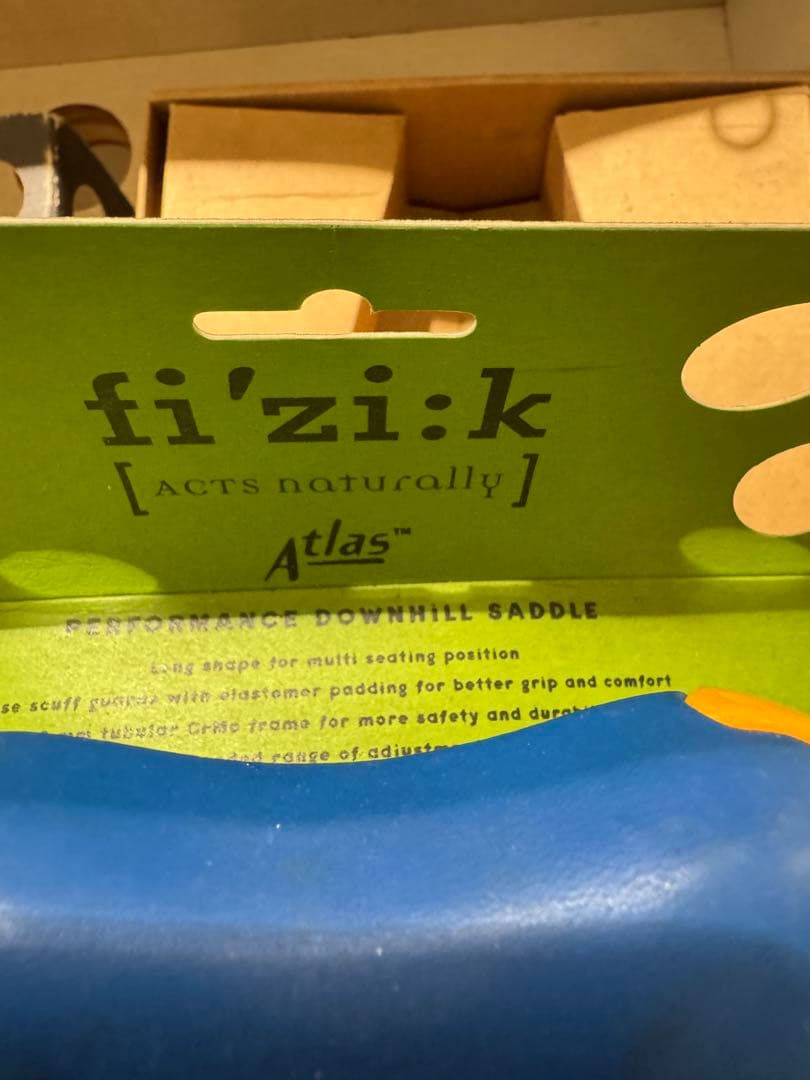 fi'zi:k
[ACTS naturally]
Atlas™
PERFORMANCE DOWNHiLL SADDLE
Long shape for multi seating position
se scuff guards with elastomer padding for better grip and comfort
tubular CrMo frame for more safety and
range of